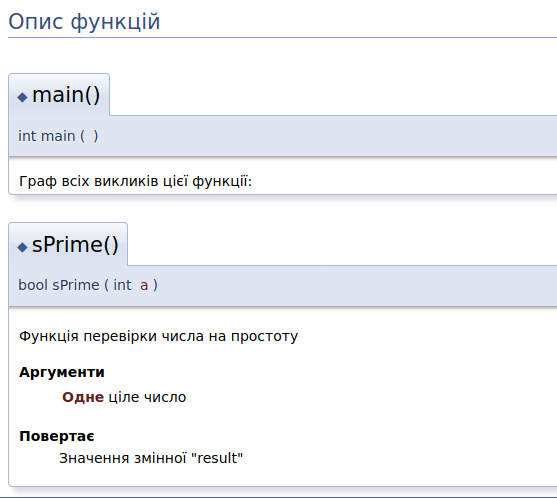 Опис функцій
◆ main()
int main ( )
Граф всіх викликів цієї функції:
◆ sPrime()
bool sPrime ( int a )
Функція перевірки числа на простоту
Аргументи
Одне ціле число
Повертає
Значення змінної "result"